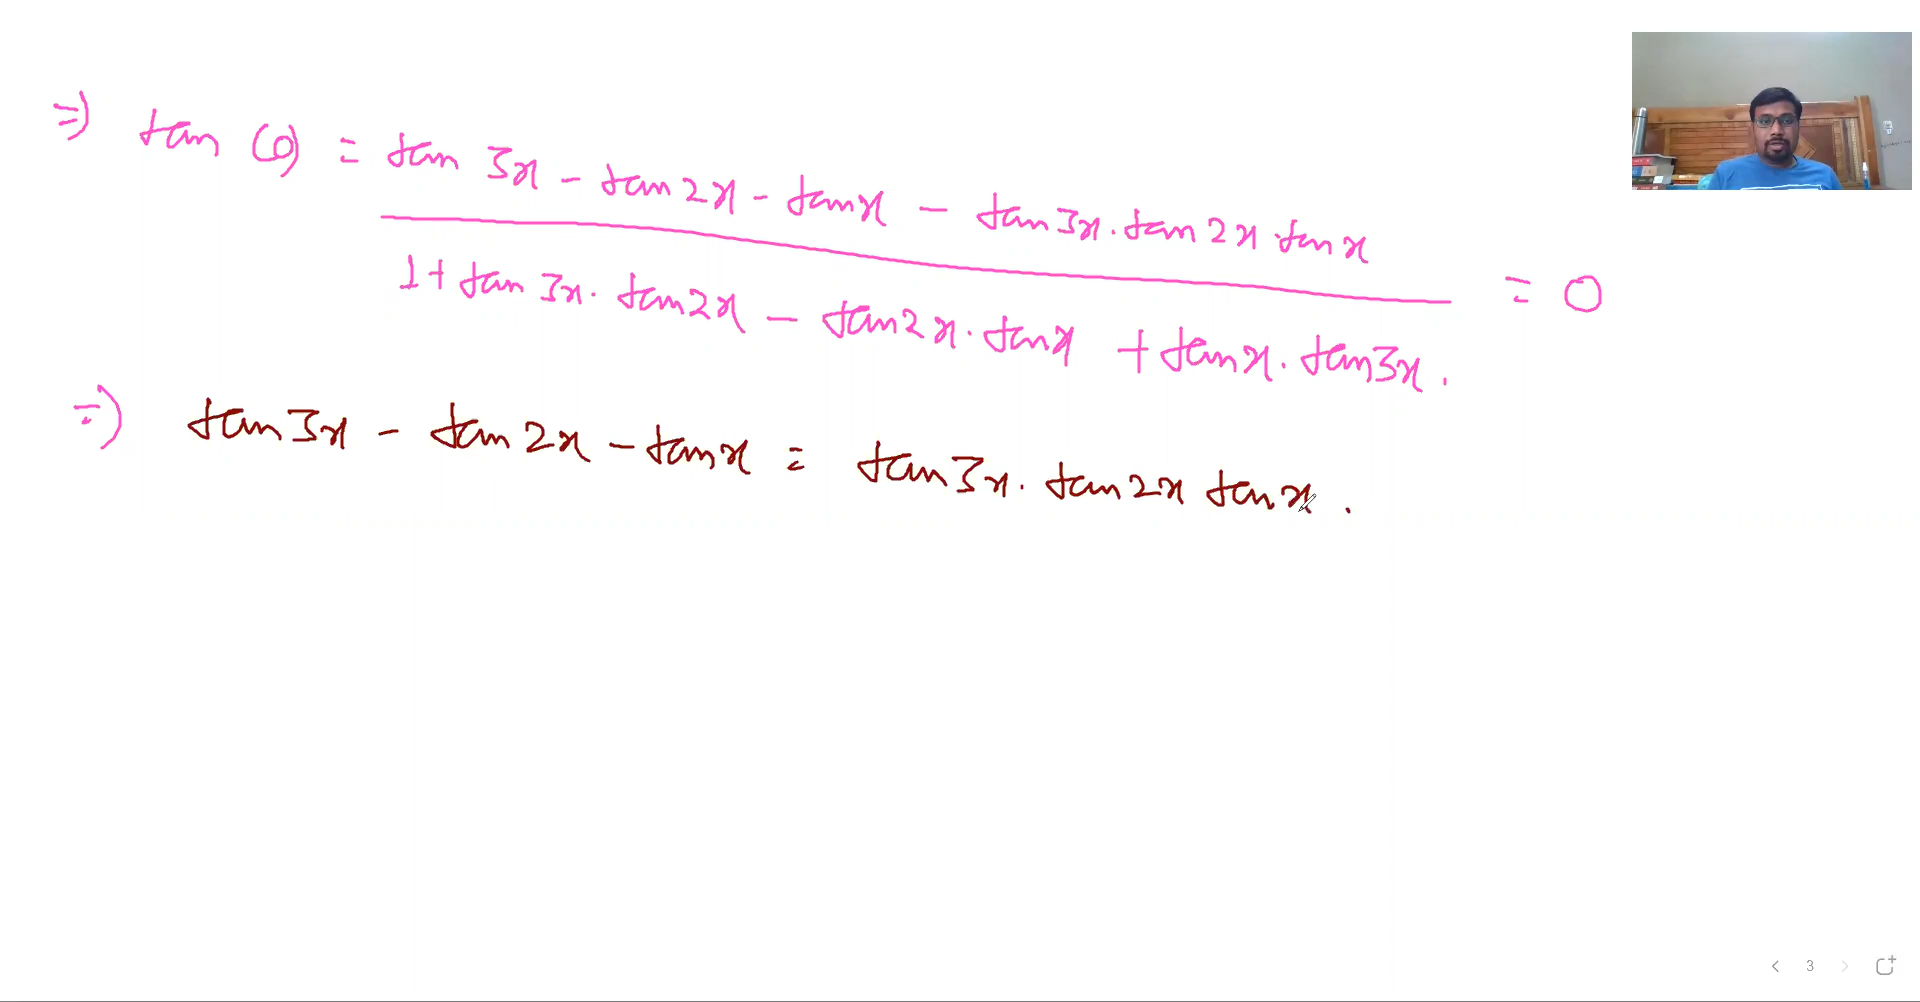 ⇒ tan (0) = tan 3x - tan 2x - tan x - tan 3x . tan 2x . tan x
1 + tan 3x . tan 2x - tan 2x . tan x + tan x . tan 3x .
= 0
⇒ tan 3x - tan 2x - tan x = tan 3x . tan 2x tan x .
3